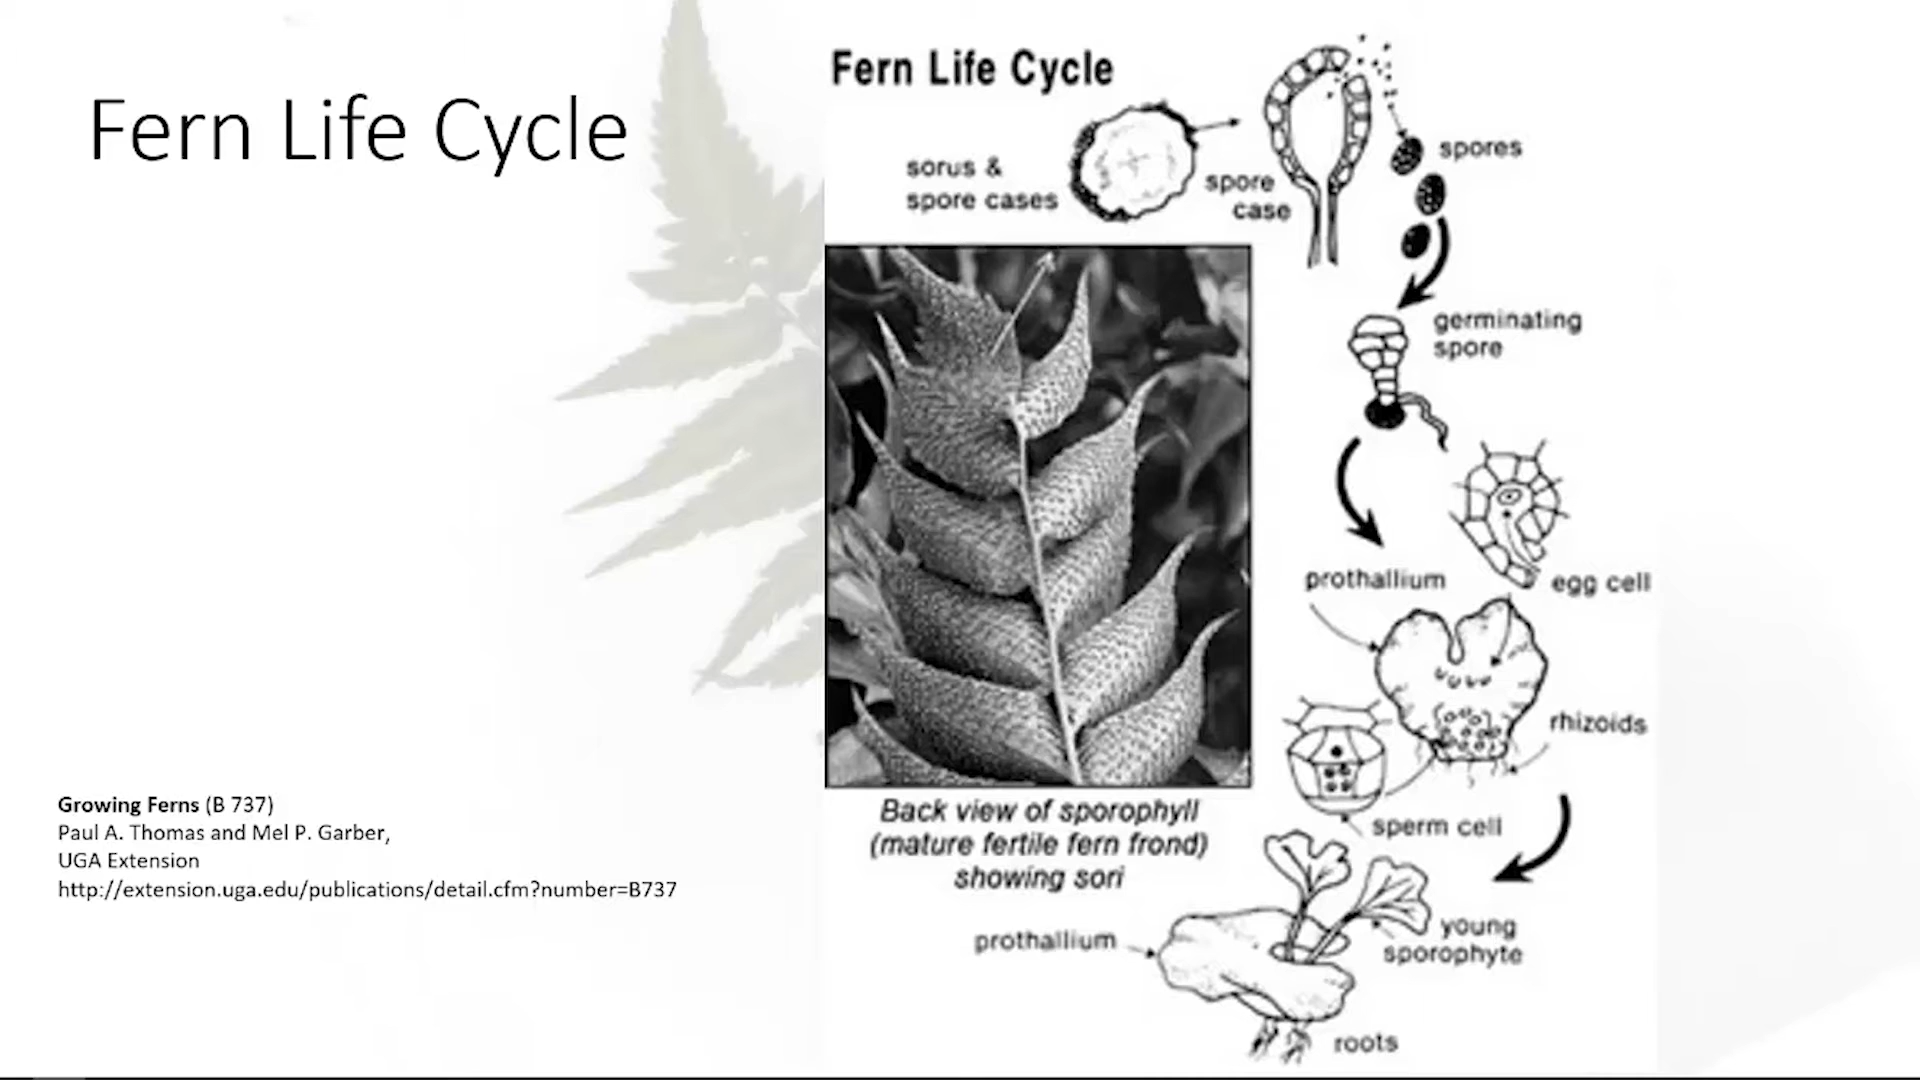 Fern Life Cycle
Growing Ferns (B 737)
Paul A. Thomas and Mel P. Garber,
UGA Extension
http://extension.uga.edu/publications/detail.cfm?number=B737
Fern Life Cycle
sorus &
spore cases
spore
case
spores
germinating
spore
prothallium
egg cell
rhizoids
sperm cell
Back view of sporophyll
(mature fertile fern frond)
showing sori
young
sporophyte
prothallium
roots